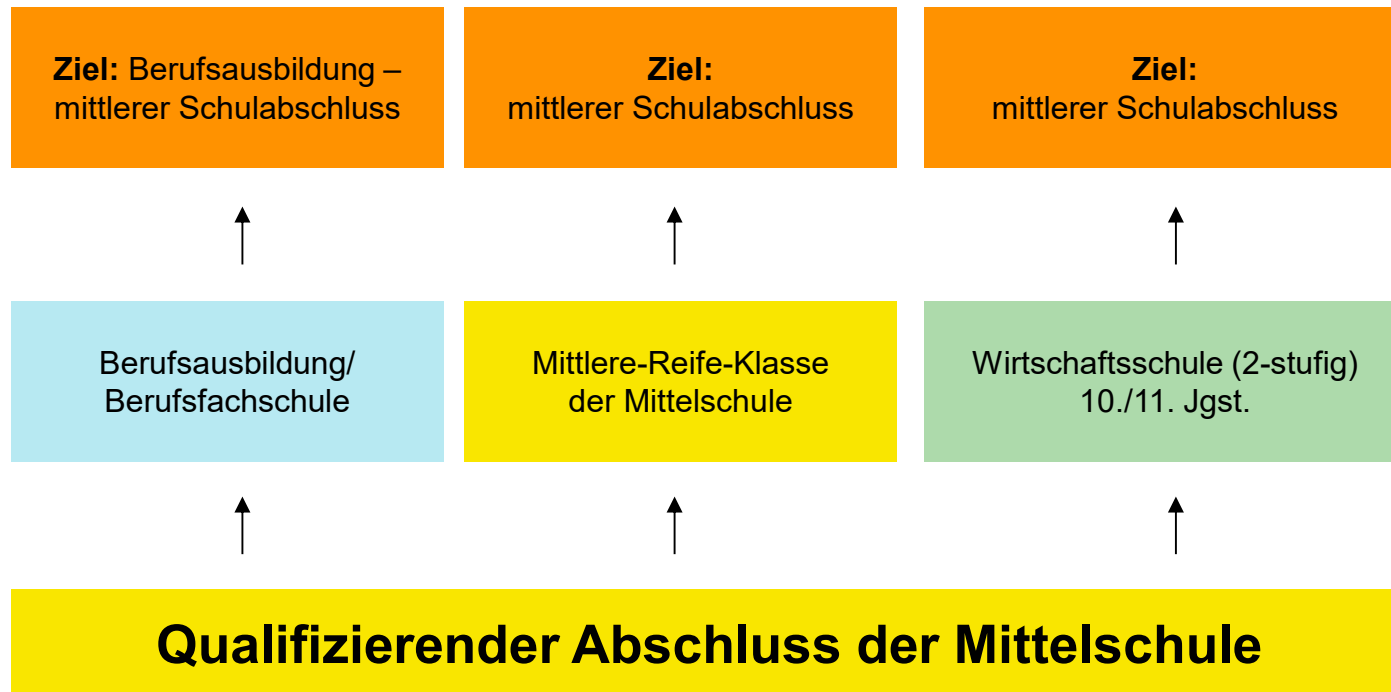 Ziel: Berufsausbildung –
mittlerer Schulabschluss
Ziel:
mittlerer Schulabschluss
Ziel:
mittlerer Schulabschluss
Berufsausbildung/
Berufsfachschule
Mittlere-Reife-Klasse
der Mittelschule
Wirtschaftsschule (2-stufig)
10./11. Jgst.
Qualifizierender Abschluss der Mittelschule